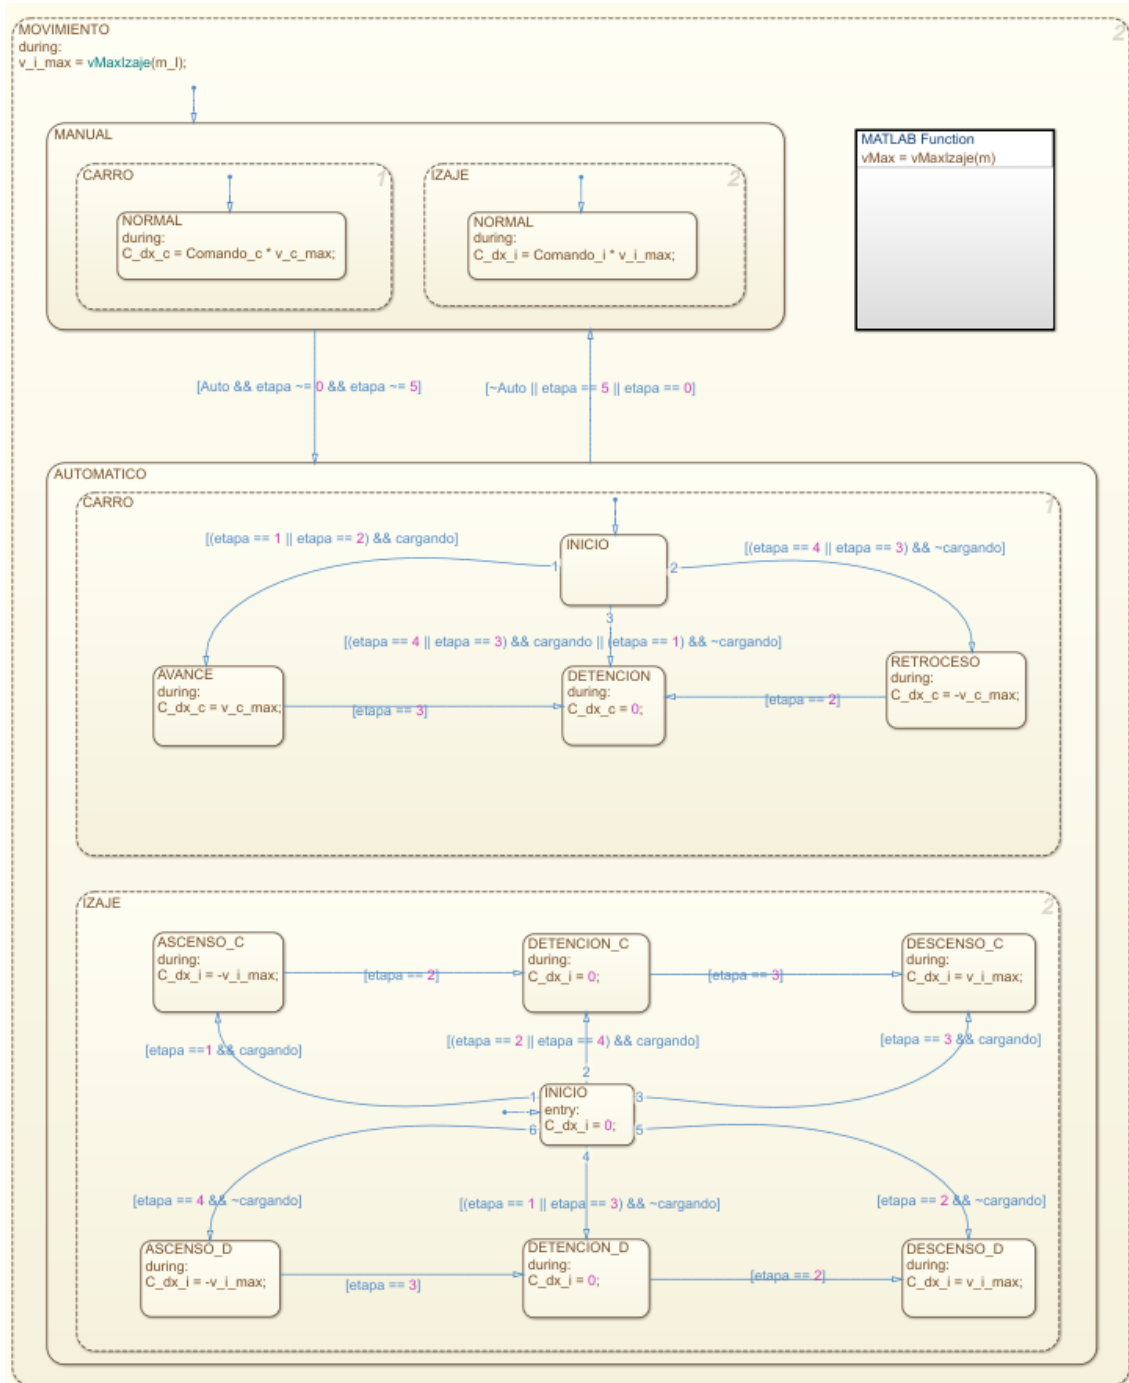 MOVIMIENTO
2
during:
v_i_max = vMaxIzaje(m_l);
MANUAL
CARRO
1
NORMAL
during:
C_dx_c = Comando_c * v_c_max;
IZAJE
2
NORMAL
during:
C_dx_i = Comando_i * v_i_max;
MATLAB Function
vMax = vMaxIzaje(m)
[Auto && etapa ~= 0 && etapa ~= 5]
[~Auto || etapa == 5 || etapa == 0]
AUTOMATICO
CARRO
1
[(etapa == 1 || etapa == 2) && cargando]
INICIO
[(etapa == 4 || etapa == 3) && ~cargando]
1
2
3
[(etapa == 4 || etapa == 3) && cargando || (etapa == 1) && ~cargando]
AVANCE
during:
C_dx_c = v_c_max;
[etapa == 3]
DETENCION
during:
C_dx_c = 0;
[etapa == 2]
RETROCESO
during:
C_dx_c = -v_c_max;
IZAJE
2
ASCENSO_C
during:
C_dx_i = -v_i_max;
[etapa == 2]
DETENCION_C
during:
C_dx_i = 0;
[etapa == 3]
DESCENSO_C
during:
C_dx_i = v_i_max;
[etapa ==1 && cargando]
[(etapa == 2 || etapa == 4) && cargando]
[etapa == 3 && cargando]
2
1
INICIO
entry:
C_dx_i = 0;
3
6
5
4
[etapa == 4 && ~cargando]
[(etapa == 1 || etapa == 3) && ~cargando]
[etapa == 2 && ~cargando]
ASCENSO_D
during:
C_dx_i = -v_i_max;
[etapa == 3]
DETENCION_D
during:
C_dx_i = 0;
[etapa == 2]
DESCENSO_D
during:
C_dx_i = v_i_max;